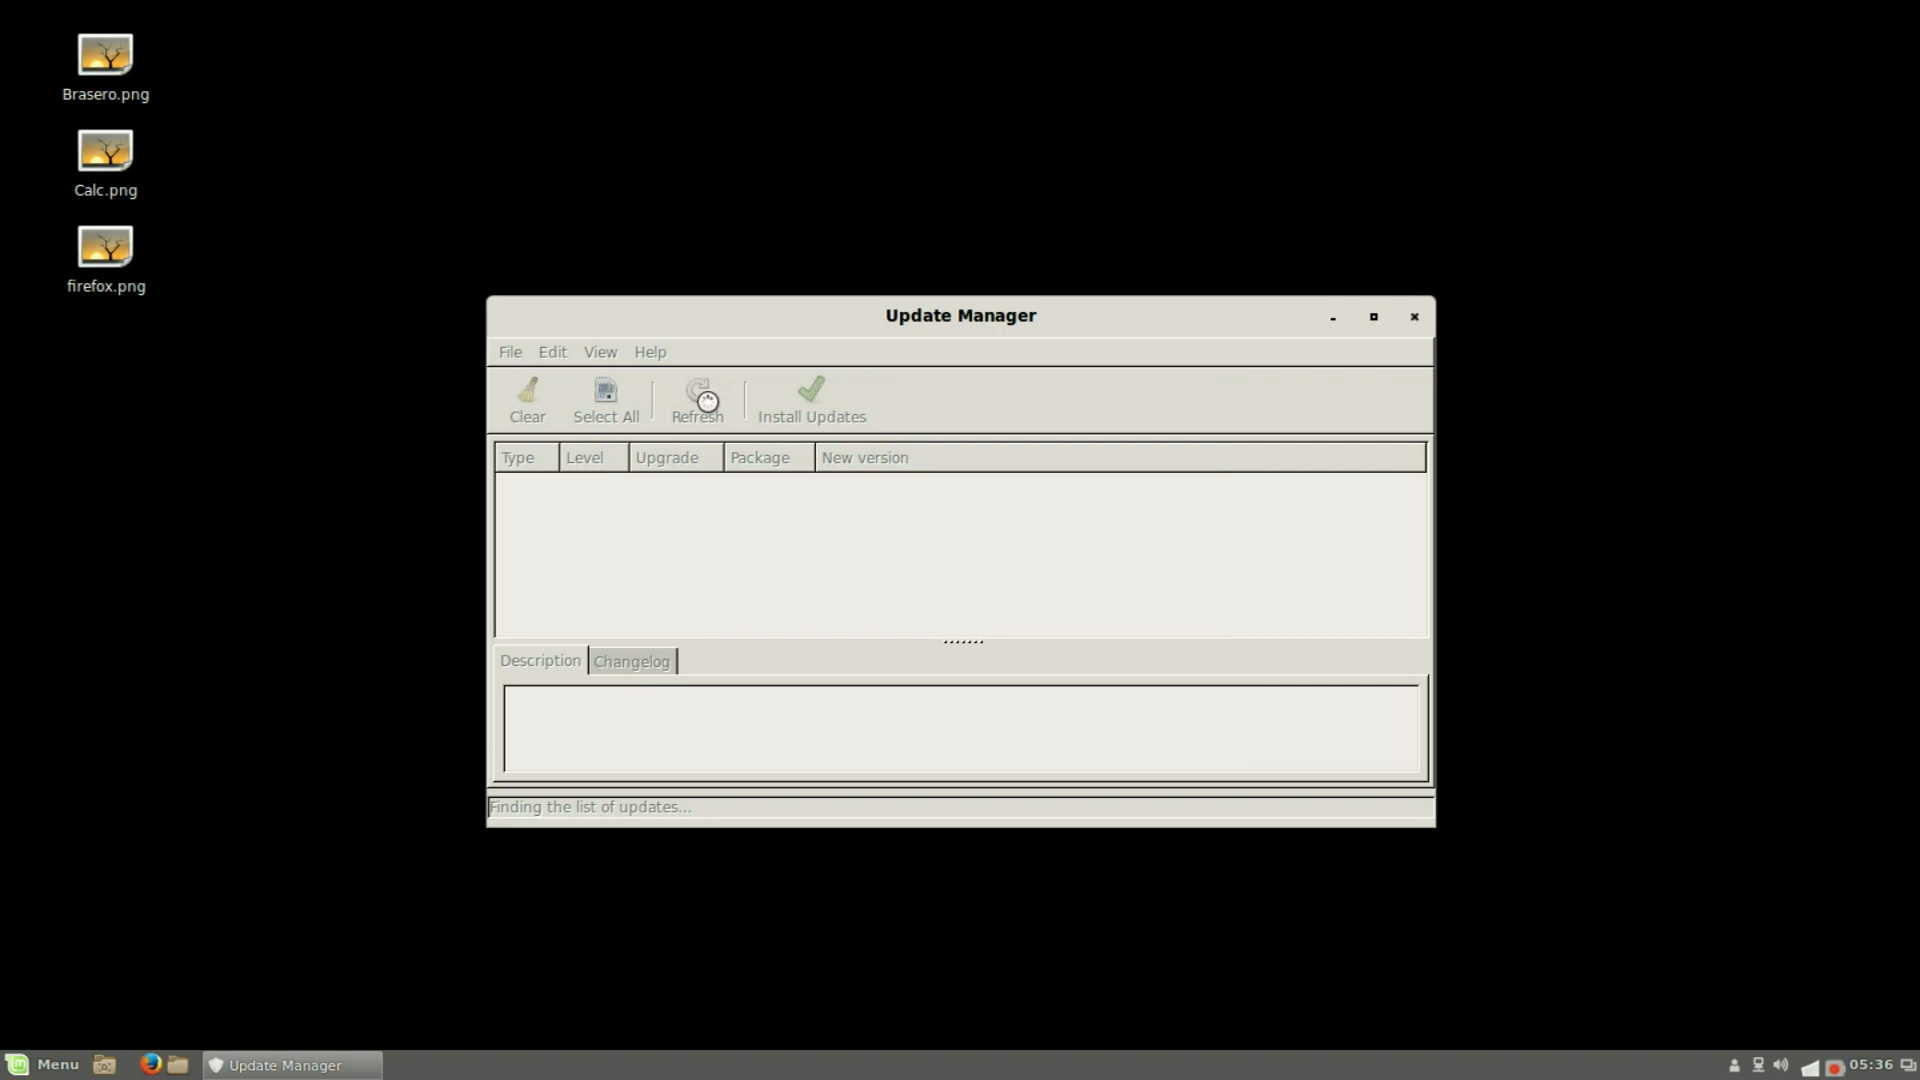 Brasero.png
Calc.png
firefox.png
Update Manager
File Edit View Help
Clear Select All Refresh Install Updates
Type Level Upgrade Package New version
Description Changelog
Finding the list of updates...
Menu Update Manager 05:36